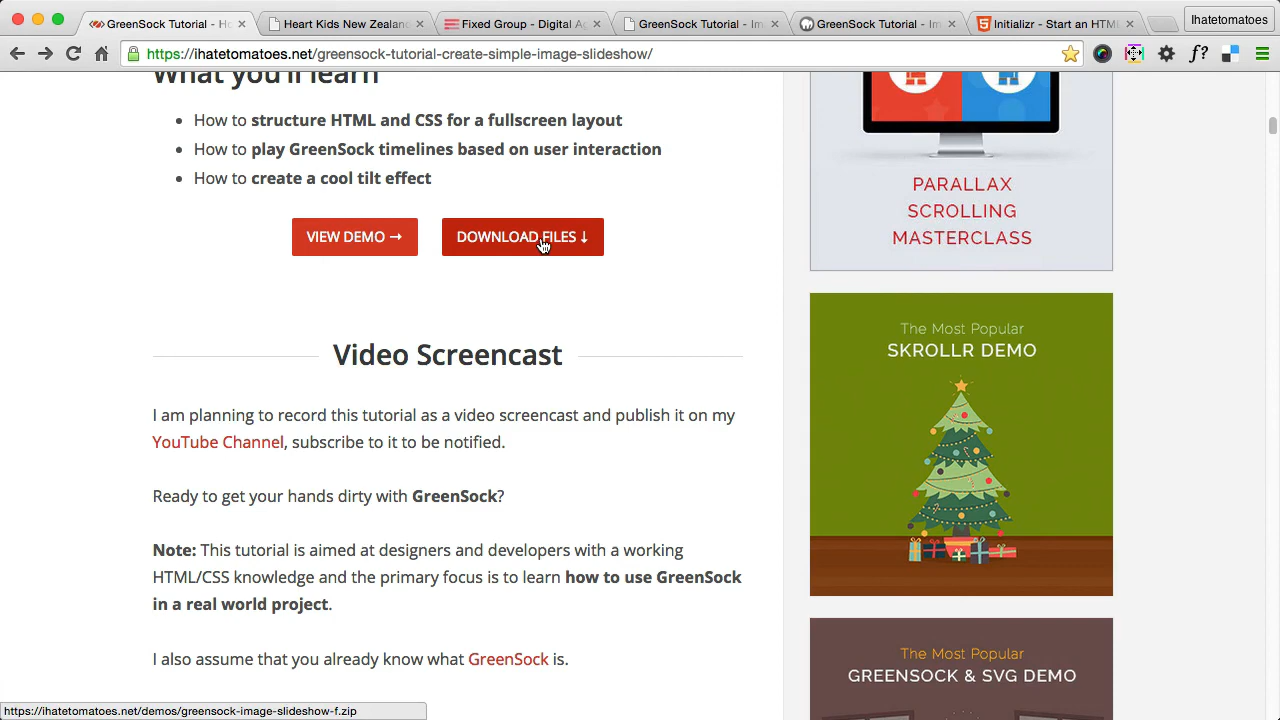 GreenSock Tutorial - Ho
Heart Kids New Zealand
Fixed Group - Digital Ag
GreenSock Tutorial - Im
GreenSock Tutorial - Im
Initializr - Start an HTML
Ihatetomatoes
https://ihatetomatoes.net/greensock-tutorial-create-simple-image-slideshow/
f?
What you'll learn
How to structure HTML and CSS for a fullscreen layout
How to play GreenSock timelines based on user interaction
How to create a cool tilt effect
VIEW DEMO →
DOWNLOAD FILES ↓
Video Screencast
I am planning to record this tutorial as a video screencast and publish it on my
YouTube Channel, subscribe to it to be notified.
Ready to get your hands dirty with GreenSock?
Note: This tutorial is aimed at designers and developers with a working
HTML/CSS knowledge and the primary focus is to learn how to use GreenSock
in a real world project.
I also assume that you already know what GreenSock is.
PARALLAX
SCROLLING
MASTERCLASS
The Most Popular
SKROLLR DEMO
The Most Popular
GREENSOCK & SVG DEMO
https://ihatetomatoes.net/demos/greensock-image-slideshow-f.zip